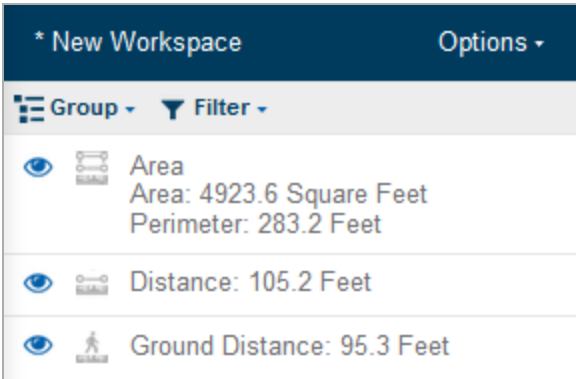 * New Workspace Options
Group Filter
Area
Area: 4923.6 Square Feet
Perimeter: 283.2 Feet
Distance: 105.2 Feet
Ground Distance: 95.3 Feet